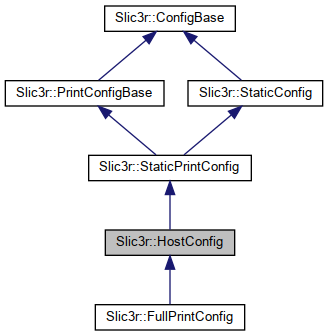 Slic3r::ConfigBase
Slic3r::PrintConfigBase
Slic3r::StaticConfig
Slic3r::StaticPrintConfig
Slic3r::HostConfig
Slic3r::FullPrintConfig